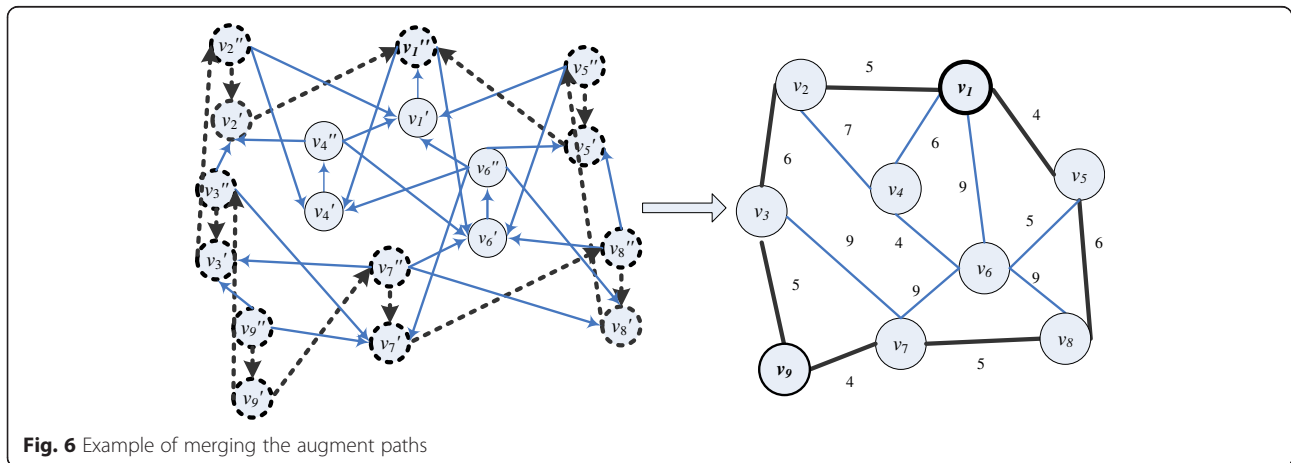 v2''
v1''
v5''
v2'
v1'
v4''
v5'
v6''
v3''
v4'
v6'
v8''
v3'
v7''
v9''
v7'
v8'
v9'
5
v2
v1
4
7
6
6
9
v5
v4
v3
5
6
9
4
v6
9
5
9
v7
v8
5
v9
4
Fig. 6 Example of merging the augment paths